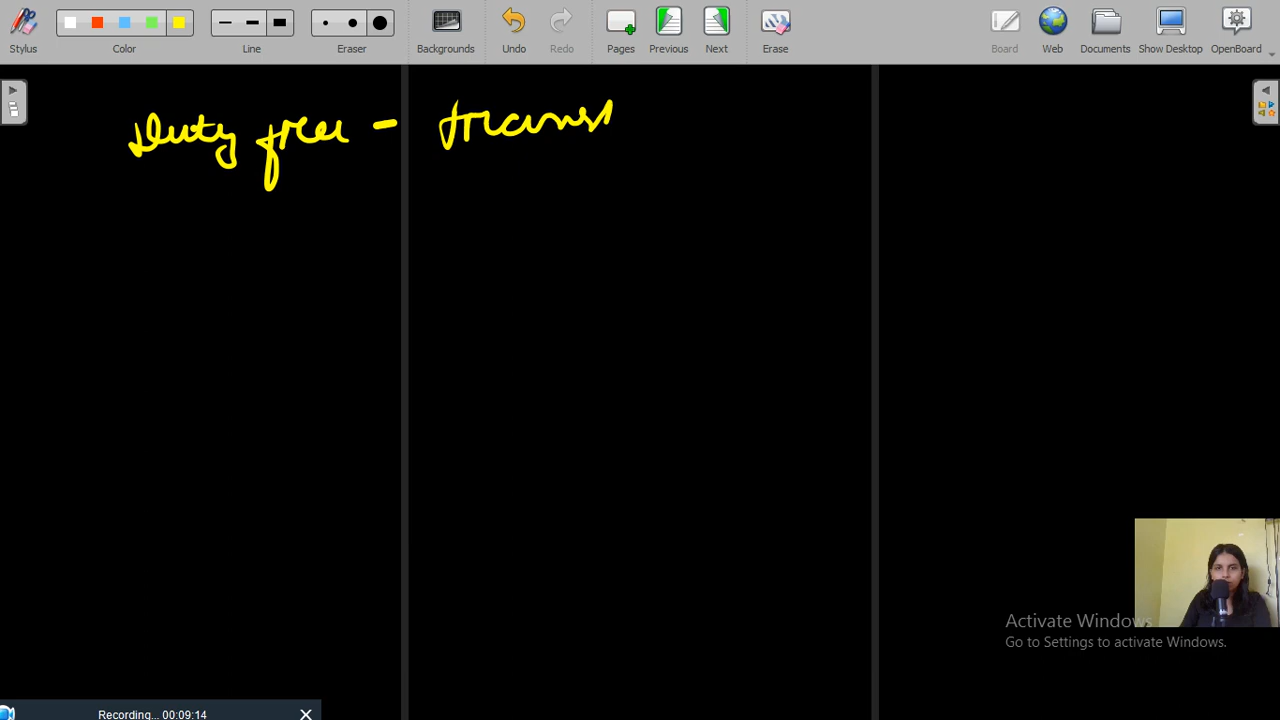 Stylus
Color
Line
Eraser
Backgrounds
Undo
Redo
Pages
Previous
Next
Erase
Board
Web
Documents
Show Desktop
OpenBoard
Duty free -
Activate Windows
Go to Settings to activate Windows.
Recording... 00:09:14